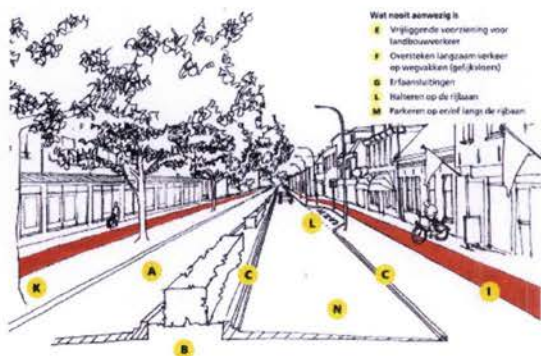 Wat nooit aanwezig is
E Vrijliggende voorziening voor
landbouwverkeer
F Oversteken langzaam verkeer
op wegvakken (gelijkvloers)
G Erfaansluitingen
L Halteren op de rijbaan
M Parkeren op en/of langs de rijbaan
L
K
A
C
C
I
N
B